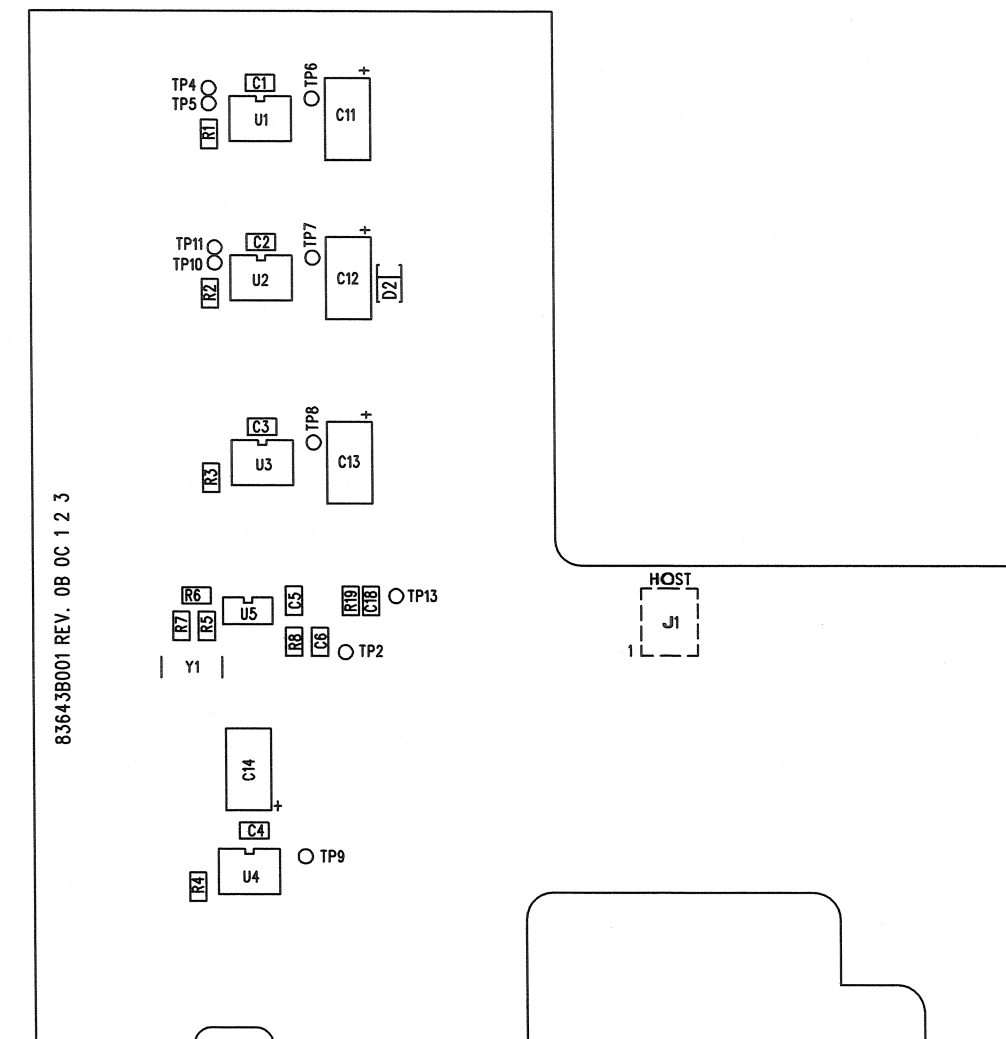 TP4
TP5
C1
TP6
+
R1
U1
C11
TP11
TP10
C2
TP7
+
R2
U2
C12
D2
C3
TP8
+
R3
U3
C13
83643B001 REV. 0B 0C 1 2 3
R6
R7
R5
U5
C5
R19
C18
TP13
R8
C6
TP2
Y1
HOST
J1
1
C14
+
C4
R4
U4
TP9